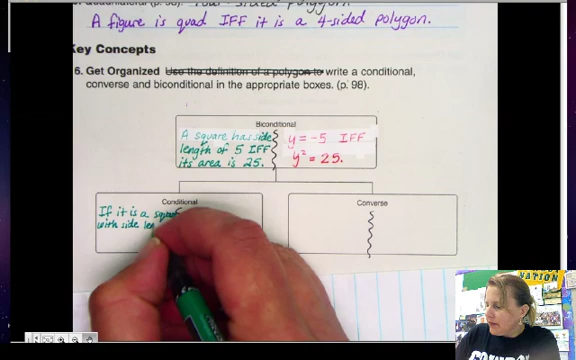 A figure is quad IFF it is a 4-sided polygon.
Key Concepts
6. Get Organized Use the definition of a polygon to write a conditional,
converse and biconditional in the appropriate boxes. (p. 98).
Biconditional
A square has side
length of 5 IFF
its area is 25.
y = -5 IFF
y² = 25.
Conditional
If it is a square
with side len
Converse
NATION